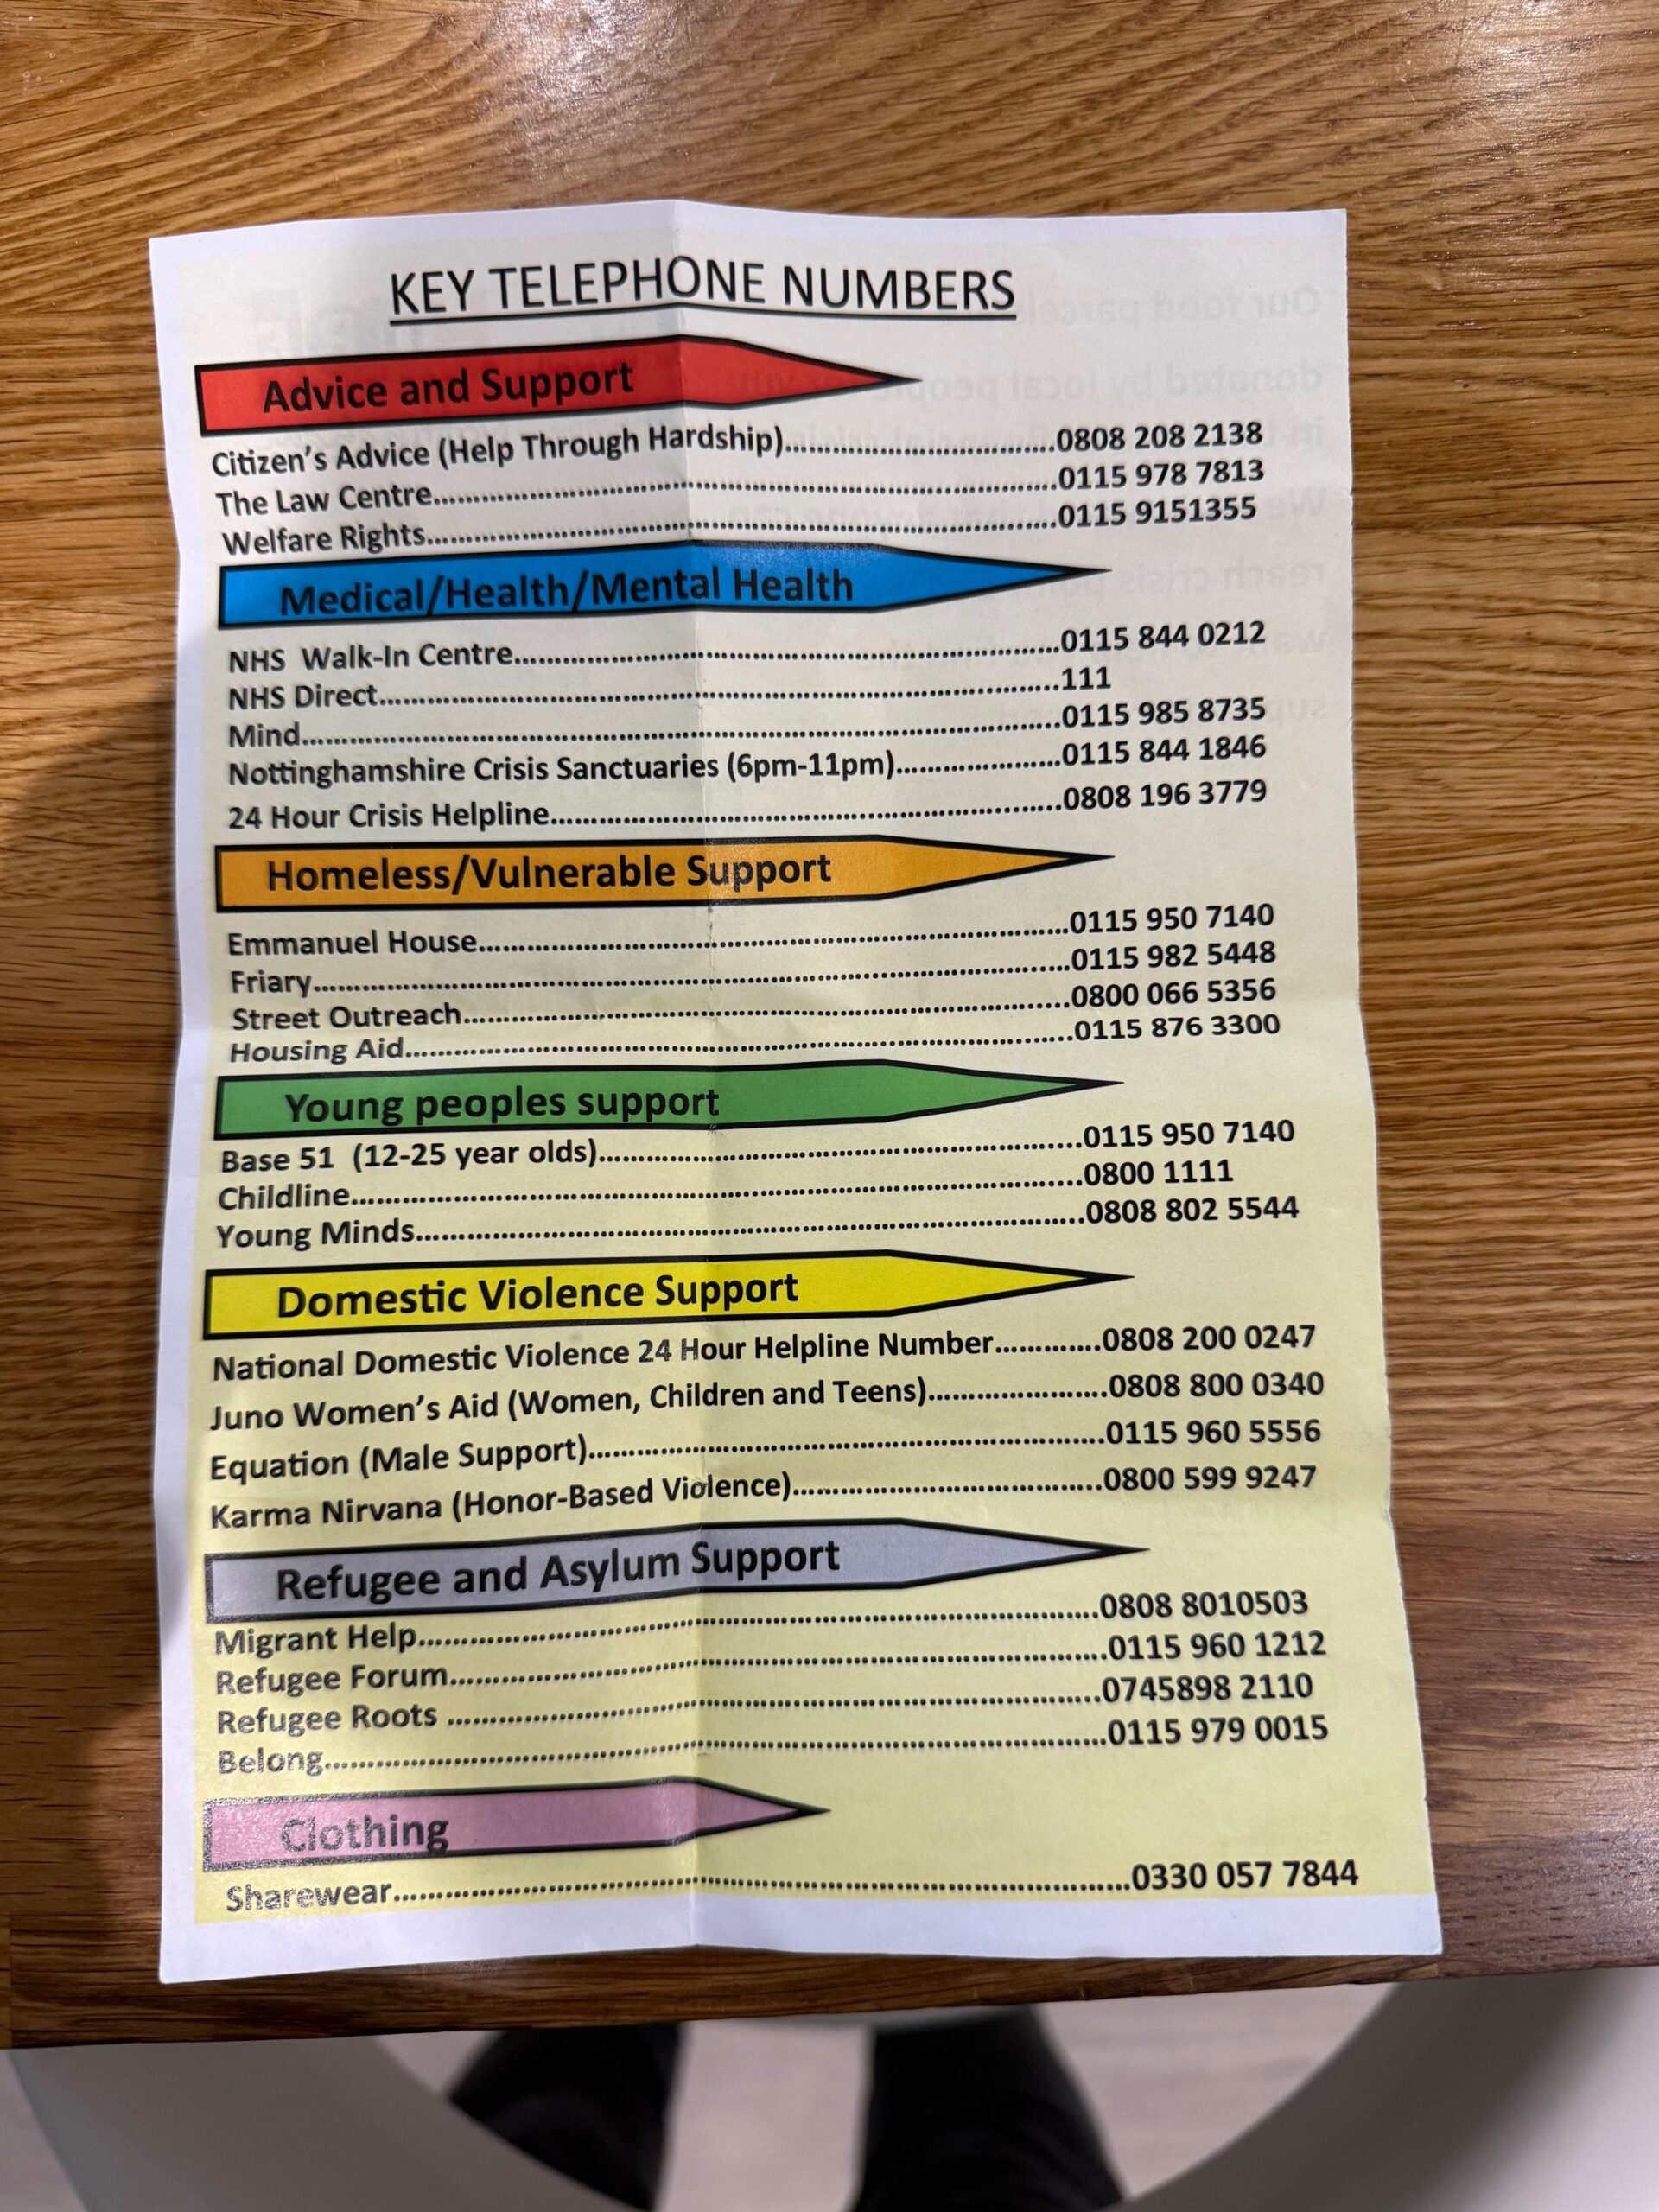 KEY TELEPHONE NUMBERS
Advice and Support
Citizen's Advice (Help Through Hardship)..................................0808 208 2138
The Law Centre..................................................................0115 978 7813
Welfare Rights..................................................................0115 9151355
Medical/Health/Mental Health
NHS  Walk-In Centre..................................................................0115 844 0212
NHS Direct..................................................................111
Mind..................................................................0115 985 8735
Nottinghamshire Crisis Sanctuaries (6pm-11pm)....................0115 844 1846
24 Hour Crisis Helpline..................................................0808 196 3779
Homeless/Vulnerable Support
Emmanuel House..................................................................0115 950 7140
Friary..................................................................0115 982 5448
Street Outreach..................................................................0800 066 5356
Housing Aid..................................................................0115 876 3300
Young peoples support
Base 51  (12-25 year olds)..................................................0115 950 7140
Childline..................................................................0800 1111
Young Minds..................................................................0808 802 5544
Domestic Violence Support
National Domestic Violence 24 Hour Helpline Number.............0808 200 0247
Juno Women's Aid (Women, Children and Teens)......................0808 800 0340
Equation (Male Support)..................................................0115 960 5556
Karma Nirvana (Honor-Based Violence)..................................0800 599 9247
Refugee and Asylum Support
Migrant Help..................................................................0808 8010503
Refugee Forum..................................................................0115 960 1212
Refugee Roots ..................................................................0745898 2110
Belong..................................................................0115 979 0015
Clothing
Sharewear..................................................................0330 057 7844